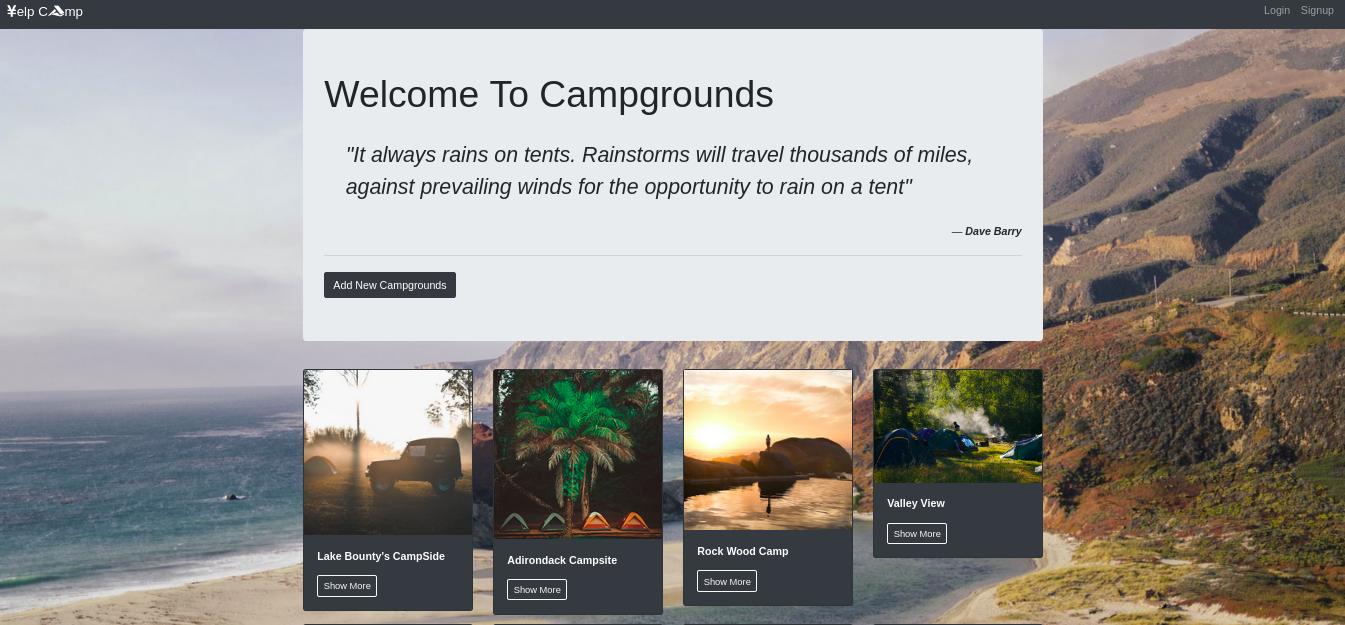 ¥elp Camp
Login Signup
Welcome To Campgrounds
"It always rains on tents. Rainstorms will travel thousands of miles,
against prevailing winds for the opportunity to rain on a tent"
— Dave Barry
Add New Campgrounds
Lake Bounty's CampSide
Show More
Adirondack Campsite
Show More
Rock Wood Camp
Show More
Valley View
Show More